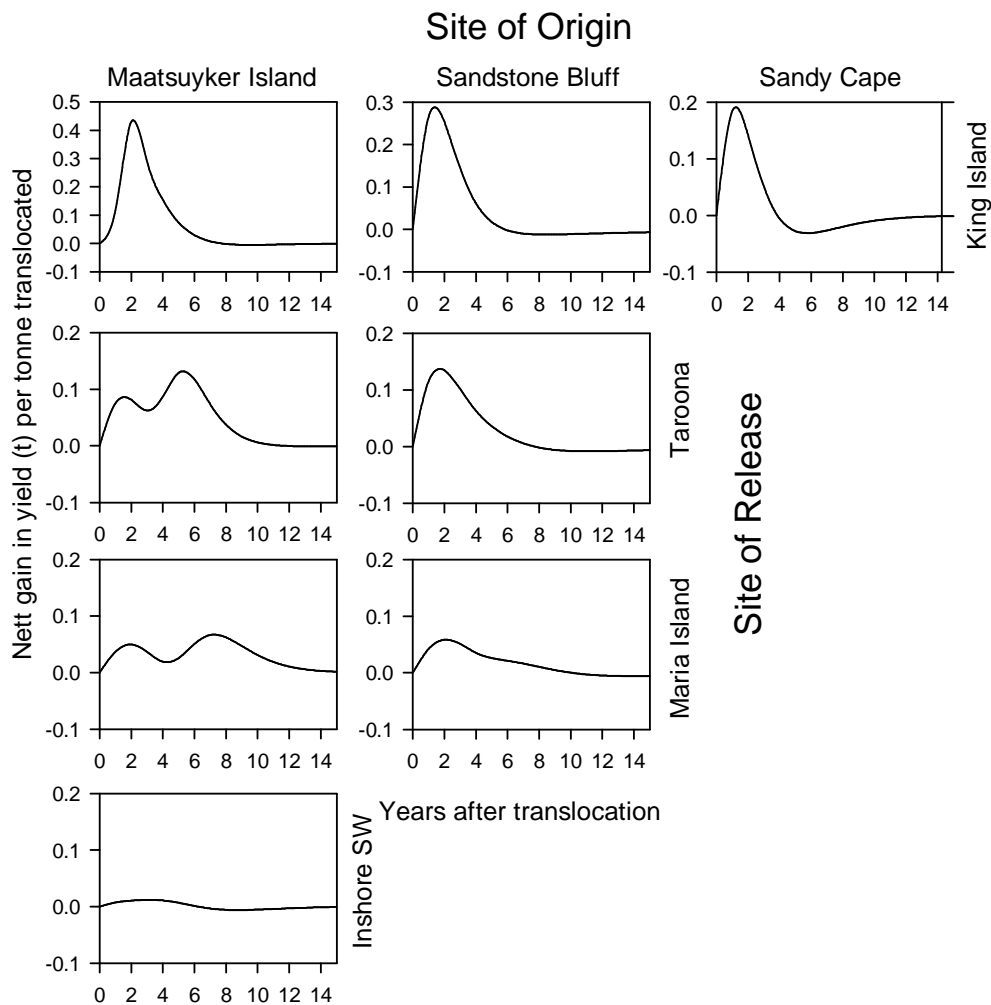 Site of Origin
Maatsuyker Island
Sandstone Bluff
Sandy Cape
Nett gain in yield (t) per tonne translocated
0.5
0.4
0.3
0.2
0.1
0.0
-0.1
0 2 4 6 8 10 12 14
0.3
0.2
0.1
0.0
-0.1
0 2 4 6 8 10 12 14
0.2
0.1
0.0
-0.1
0 2 4 6 8 10 12 14
King Island
0.2
0.1
0.0
-0.1
0 2 4 6 8 10 12 14
0.2
0.1
0.0
-0.1
0 2 4 6 8 10 12 14
Taroona
Site of Release
0.2
0.1
0.0
-0.1
0 2 4 6 8 10 12 14
0.2
0.1
0.0
-0.1
0 2 4 6 8 10 12 14
Maria Island
0.2
0.1
0.0
-0.1
0 2 4 6 8 10 12 14
Inshore SW
Years after translocation